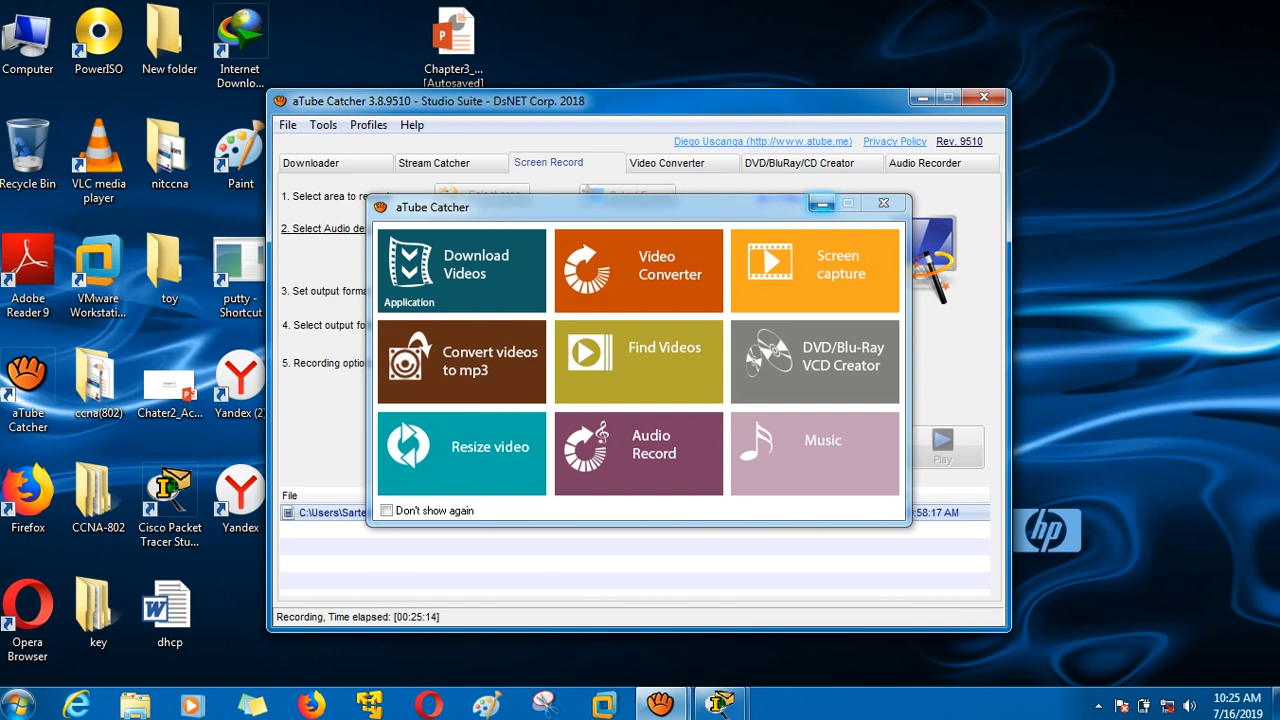 Computer
PowerISO
New folder
Internet
Downlo...
Chapter3_...
[Autosaved]
Recycle Bin
VLC media
player
nitccna
Paint
Adobe
Reader 9
VMware
Workstati...
toy
putty -
Shortcut
aTube
Catcher
ccna(802)
Chater2_Ac...
Yandex (2)
Firefox
CCNA-802
Cisco Packet
Tracer Stu...
Yandex
Opera
Browser
key
dhcp
aTube Catcher 3.8.9510 - Studio Suite - DsNET Corp. 2018
File Tools Profiles Help
Diego Uscanga (http://www.atube.me) Privacy Policy Rev. 9510
Downloader Stream Catcher Screen Record Video Converter DVD/BluRay/CD Creator Audio Recorder
1. Select area to
2. Select Audio de
3. Set output forma
4. Select output fo
5. Recording optio
Play
File
C:\Users\Sarte
:58:17 AM
Recording, Time elapsed: [00:25:14]
aTube Catcher
Download
Videos
Application
Video
Converter
Screen
capture
Convert videos
to mp3
Find Videos
DVD/Blu-Ray
VCD Creator
Resize video
Audio
Record
Music
Don't show again
hp
10:25 AM
7/16/2019